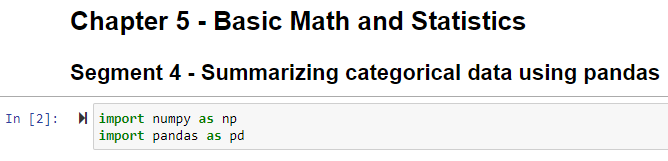 Chapter 5 - Basic Math and Statistics
Segment 4 - Summarizing categorical data using pandas
In [2]: import numpy as np
import pandas as pd